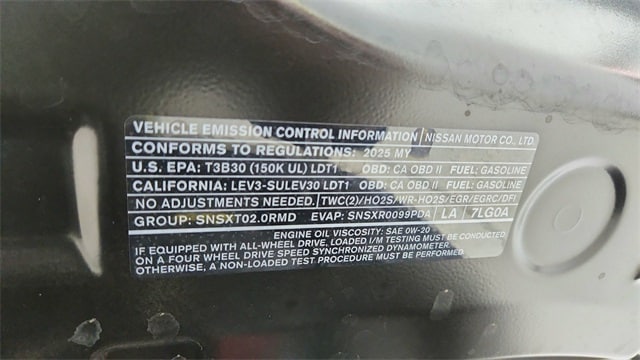 VEHICLE EMISSION CONTROL INFORMATION NISSAN MOTOR CO., LTD.
CONFORMS TO REGULATIONS: 2025 MY
U.S. EPA: T3B30 (150K UL) LDT1 OBD: CA OBD II FUEL: GASOLINE
CALIFORNIA: LEV3-SULEV30 LDT1 OBD: CA OBD II FUEL: GASOLINE
NO ADJUSTMENTS NEEDED. TWC(2)/HO2S/WR-HO2S/EGR/EGRC/DFI
GROUP: SNSXT02.0RMD EVAP: SNSXR0099PDA LA 7LG0A
ENGINE OIL VISCOSITY: SAE 0W-20
IF EQUIPPED WITH ALL-WHEEL DRIVE, LOADED I/M TESTING MUST BE CONDUCTED
ON A FOUR WHEEL DRIVE SPEED SYNCHRONIZED DYNAMOMETER.
OTHERWISE, A NON-LOADED TEST PROCEDURE MUST BE PERFORMED